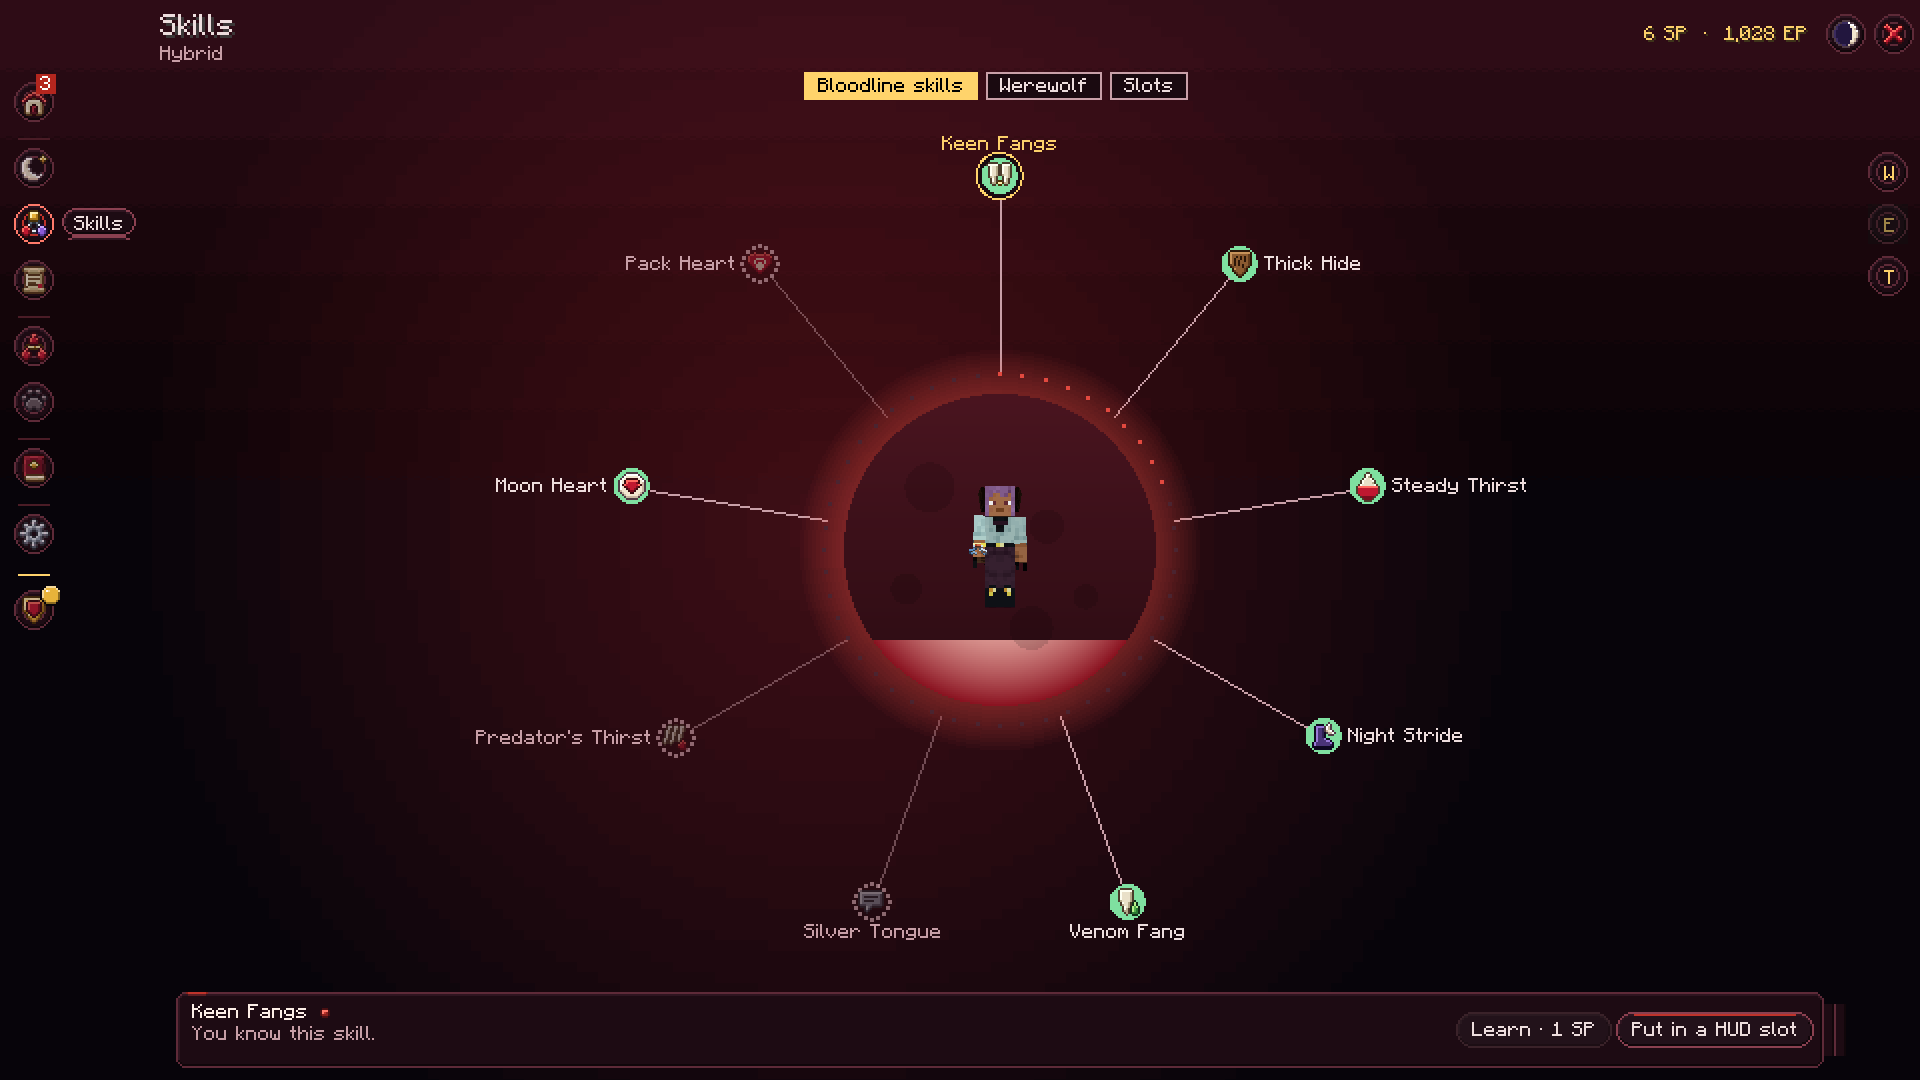 Skills
Hybrid
6 SP · 1,028 EP
3
Bloodline skills
Werewolf
Slots
Keen Fangs
Pack Heart
Thick Hide
W
E
T
Skills
Moon Heart
Steady Thirst
Predator's Thirst
Night Stride
Silver Tongue
Venom Fang
Keen Fangs
You know this skill.
Learn · 1 SP
Put in a HUD slot